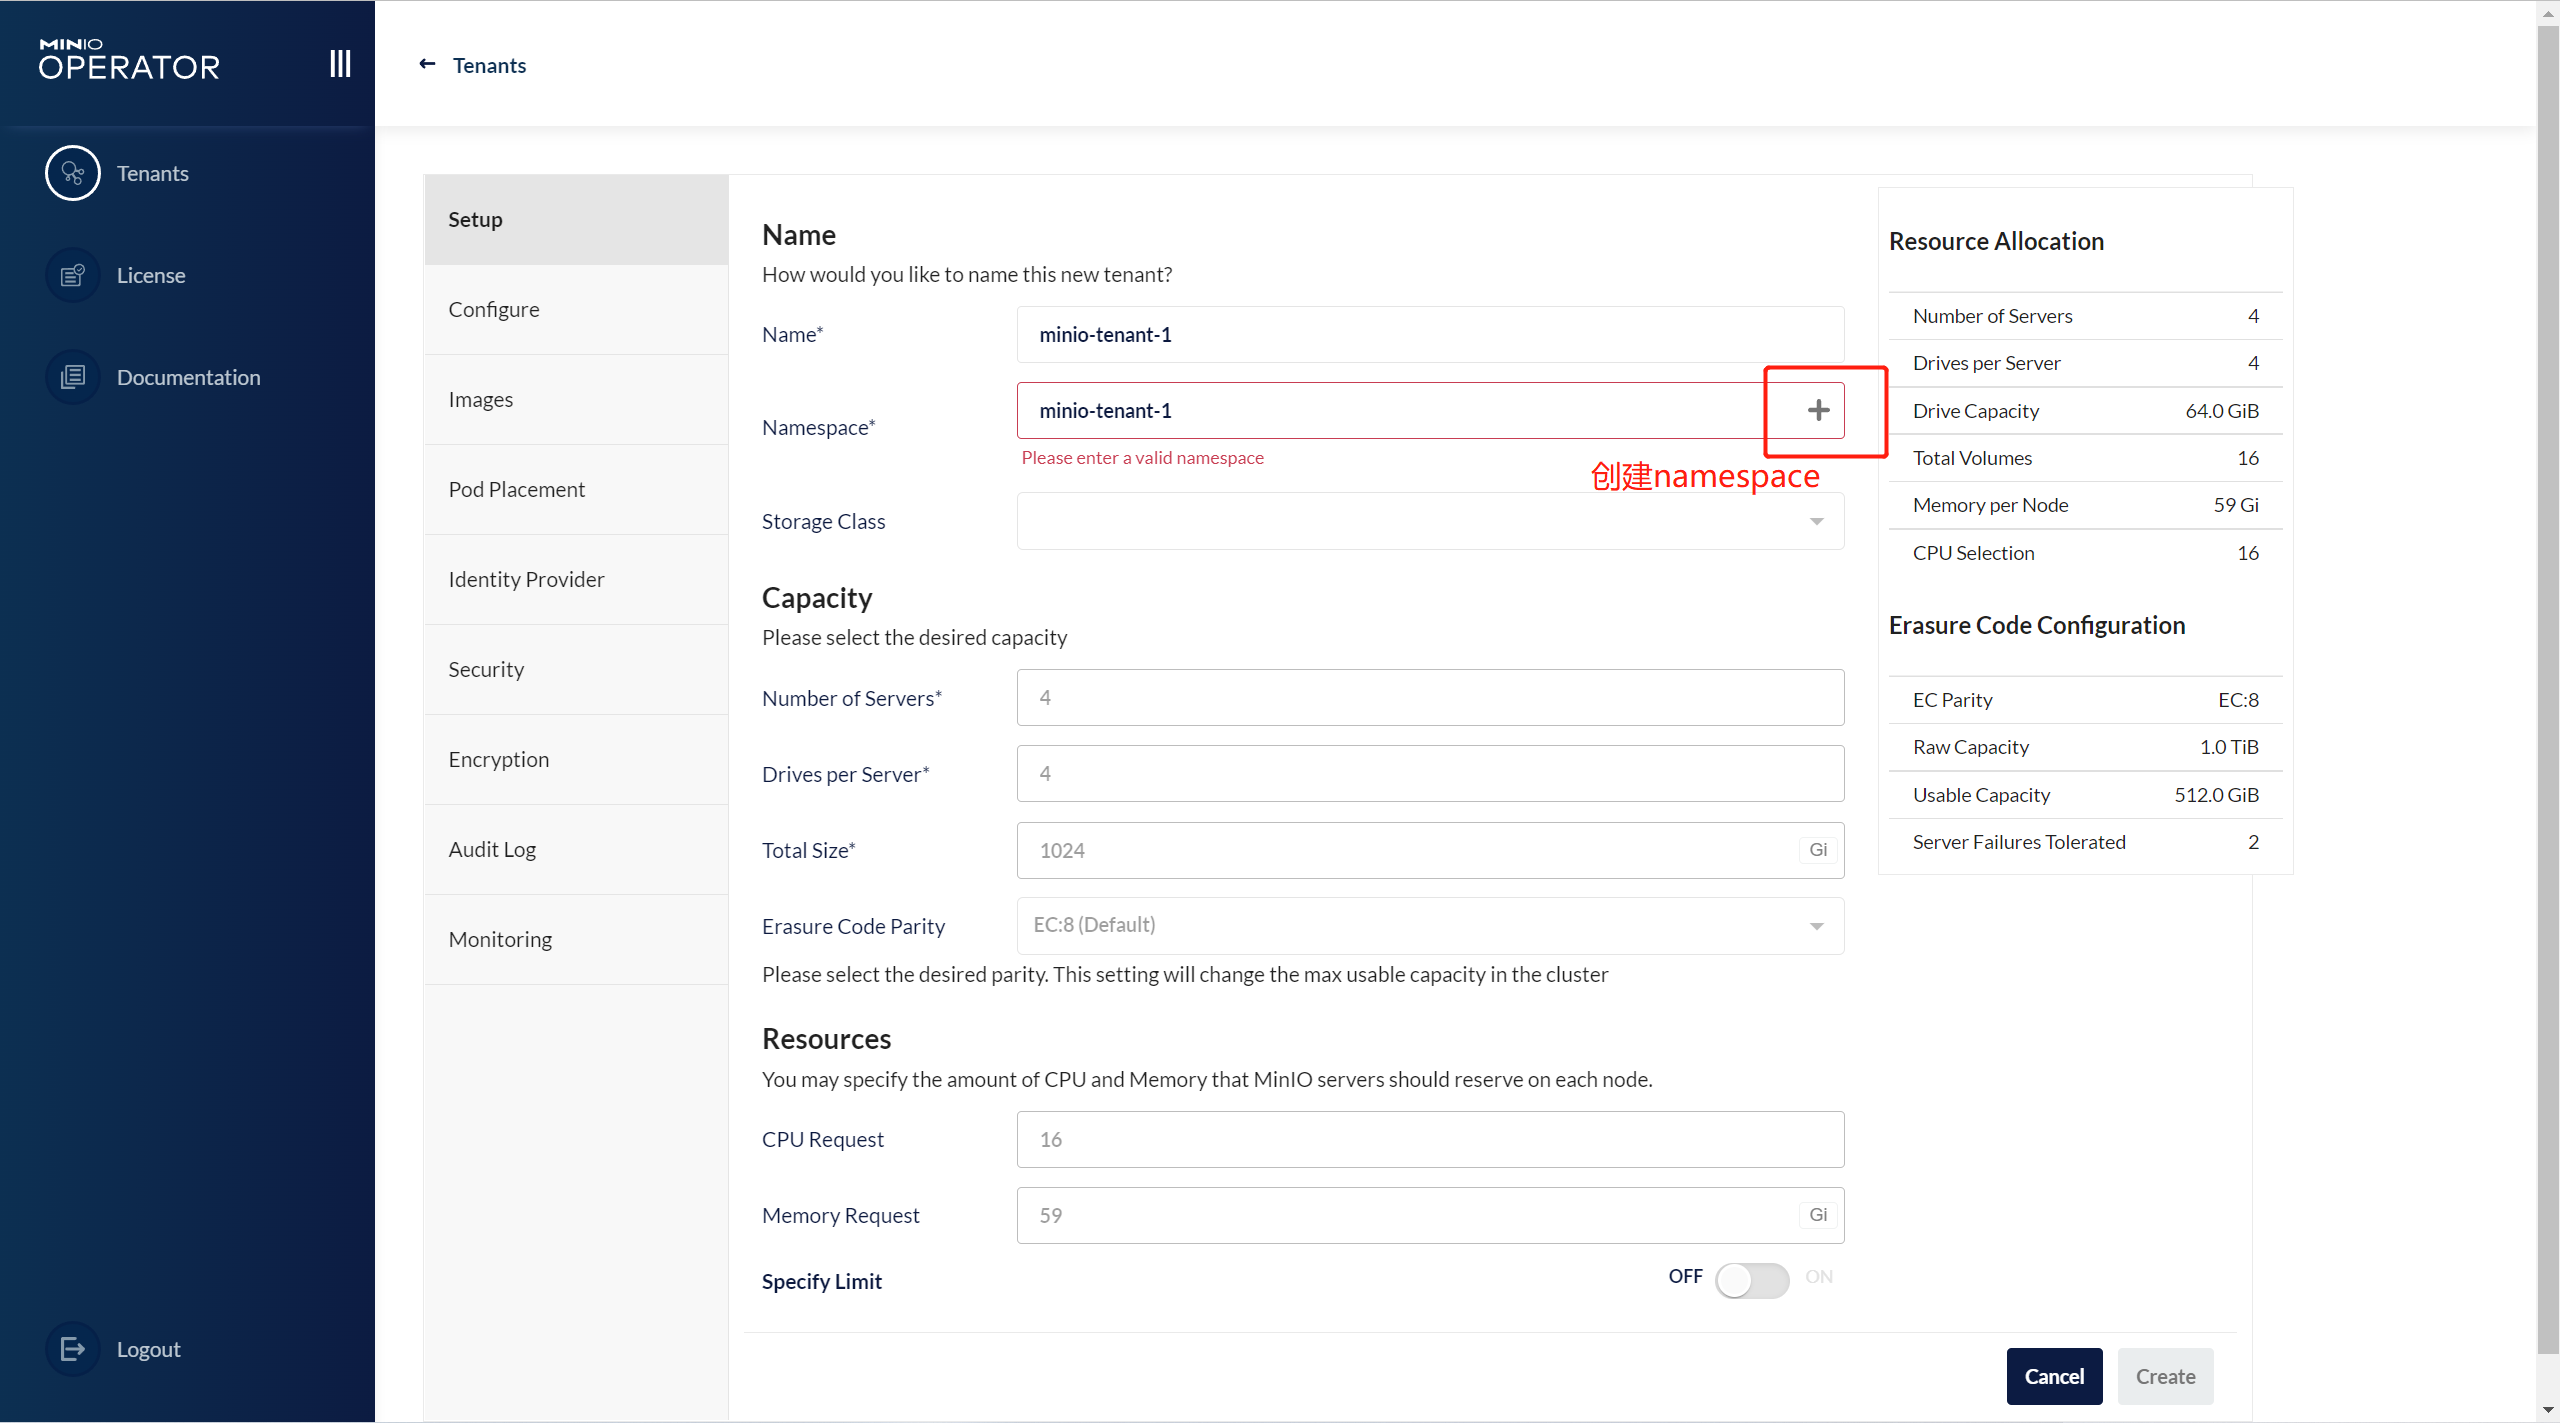 MINIO
OPERATOR
Tenants
License
Documentation
Logout
Tenants
Setup
Configure
Images
Pod Placement
Identity Provider
Security
Encryption
Audit Log
Monitoring
Name
How would you like to name this new tenant?
Name*
minio-tenant-1
Namespace*
minio-tenant-1
Please enter a valid namespace
创建namespace
Storage Class
Capacity
Please select the desired capacity
Number of Servers*
4
Drives per Server*
4
Total Size*
1024
Gi
Erasure Code Parity
EC:8 (Default)
Please select the desired parity. This setting will change the max usable capacity in the cluster
Resources
You may specify the amount of CPU and Memory that MinIO servers should reserve on each node.
CPU Request
16
Memory Request
59
Gi
Specify Limit
OFF
ON
Cancel
Create
Resource Allocation
Number of Servers 4
Drives per Server 4
Drive Capacity 64.0 GiB
Total Volumes 16
Memory per Node 59 Gi
CPU Selection 16
Erasure Code Configuration
EC Parity EC:8
Raw Capacity 1.0 TiB
Usable Capacity 512.0 GiB
Server Failures Tolerated 2